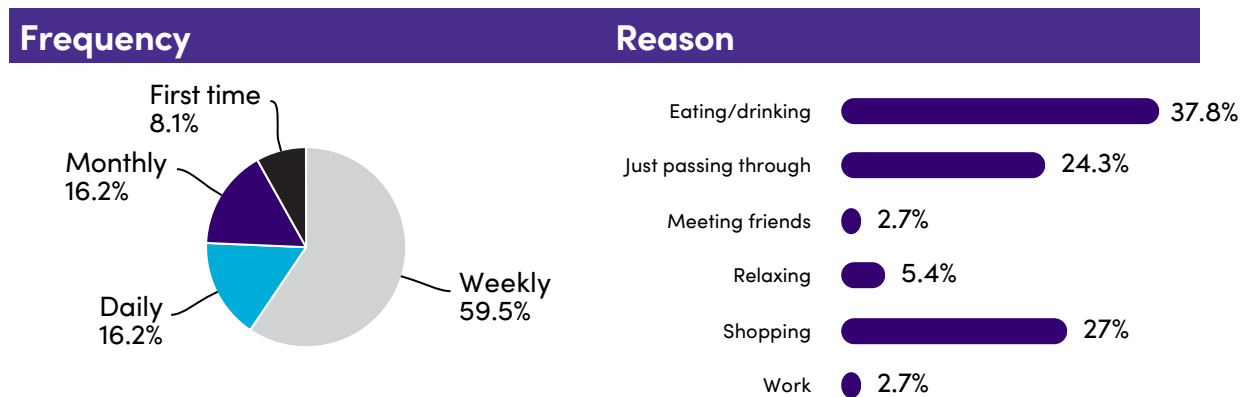 Frequency
First time
8.1%
Monthly
16.2%
Daily
16.2%
Weekly
59.5%
Reason
Eating/drinking 37.8%
Just passing through 24.3%
Meeting friends 2.7%
Relaxing 5.4%
Shopping 27%
Work 2.7%